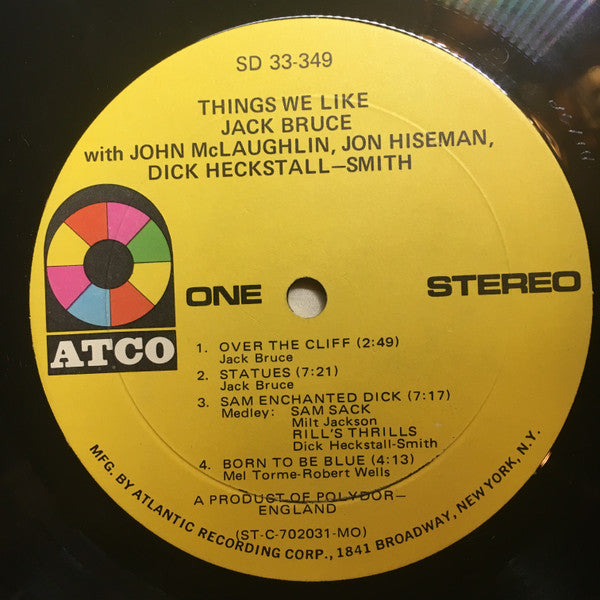 SD 33-349
THINGS WE LiKE
JACK BRUCE
with JOHN McLAUGHLIN, JON HISEMAN,
DICK HECKSTALL—SMITH
ATCO
ONE
STEREO
1. OVER THE CLIFF (2:49)
Jack Bruce
2. STATUES (7:21)
Jack Bruce
3. SAM ENCHANTED DICK (7:17)
Medley: SAM SACK
Milt Jackson
RILL'S THRILLS
Dick Heckstall-Smith
4. BORN TO BE BLUE (4:13)
Mel Torme-Robert Wells
A PRODUCT OF POLYDOR—
ENGLAND
(ST-C-702031-MO)
MFG. BY ATLANTIC RECORDING CORP., 1841 BROADWAY, NEW YORK, N.Y.